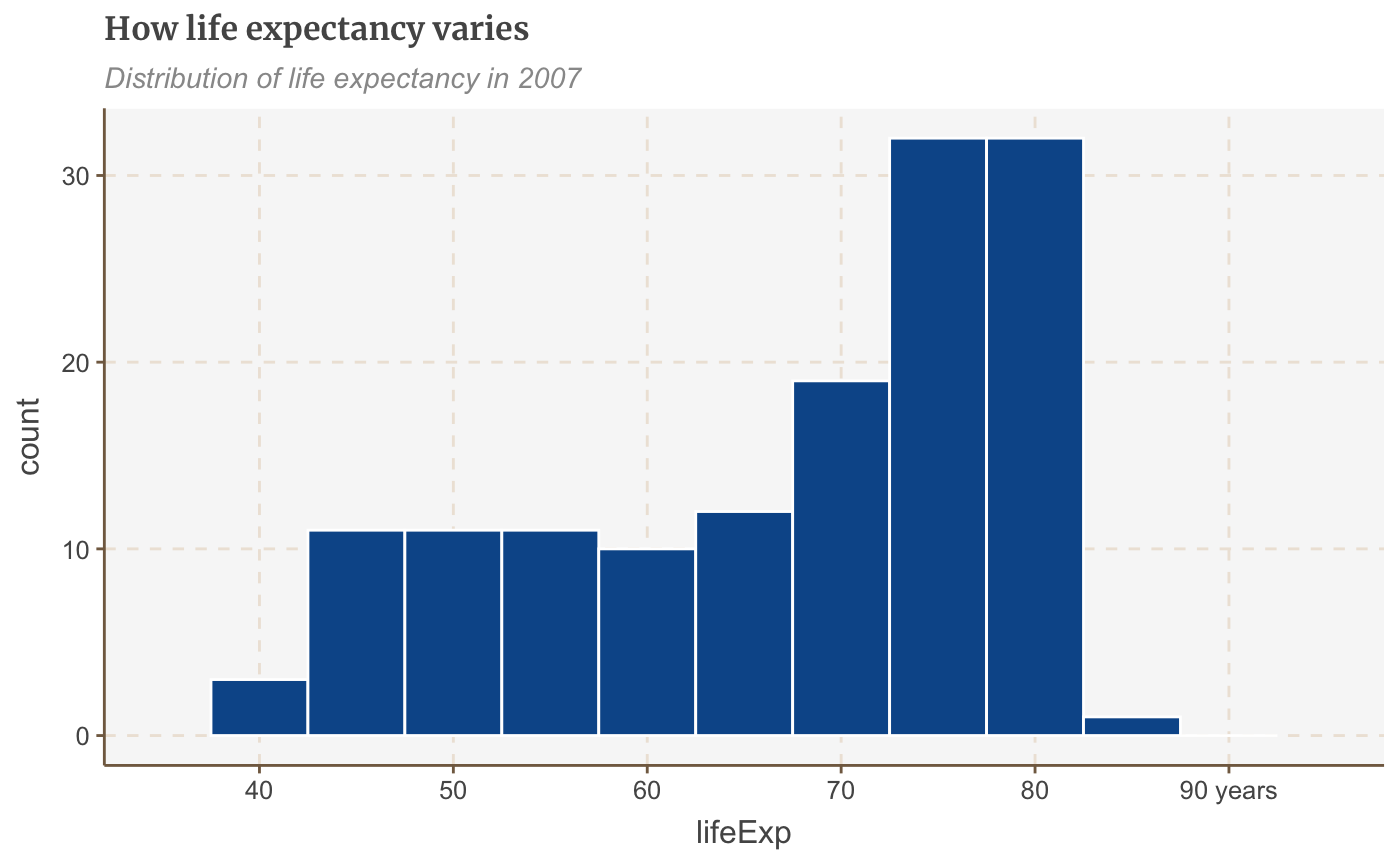 How life expectancy varies
Distribution of life expectancy in 2007
30
20
10
0
count
40 50 60 70 80 90 years
lifeExp